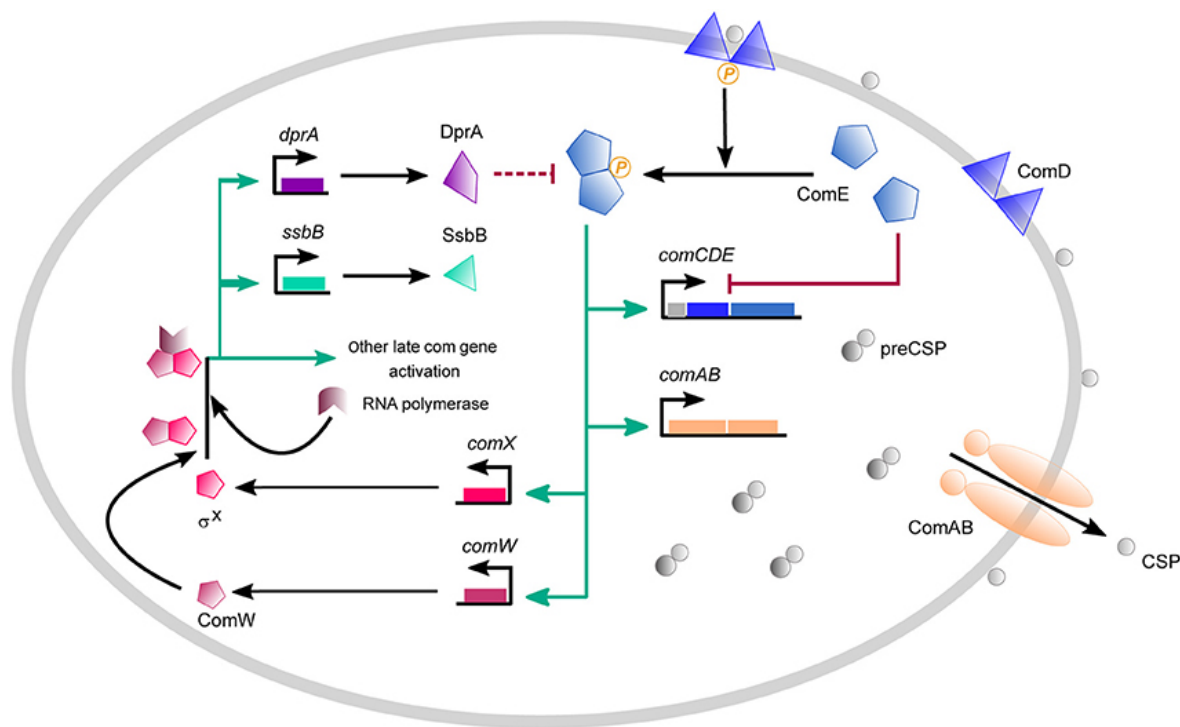 P
dprA
DprA
P
ComE
ComD
ssbB
SsbB
comCDE
Other late com gene
activation
preCSP
RNA polymerase
comAB
comX
σX
ComAB
CSP
comW
ComW